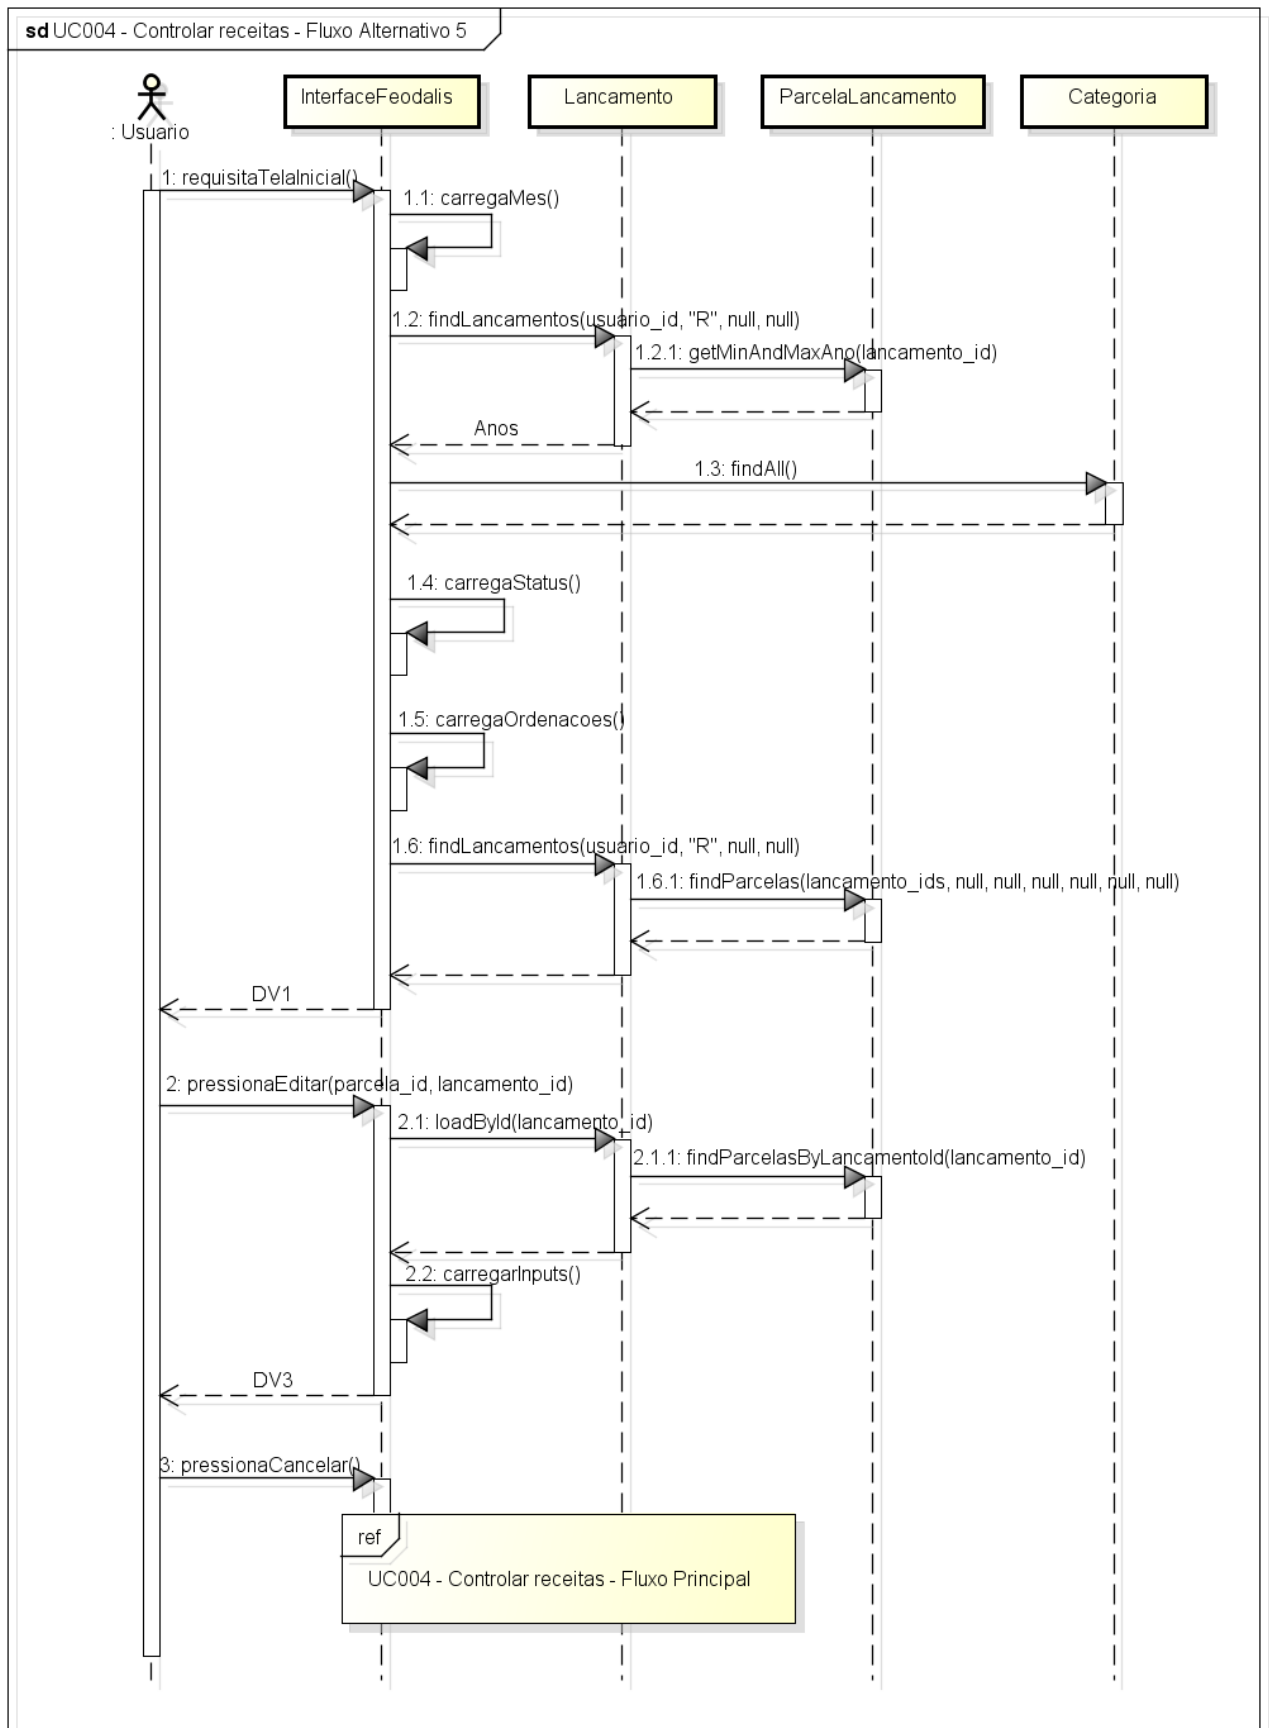 sd UC004 - Controlar receitas - Fluxo Alternativo 5
: Usuario
InterfaceFeodalis
Lancamento
ParcelaLancamento
Categoria
1: requisitaTelaInicial()
1.1: carregaMes()
1.2: findLancamentos(usuario_id, "R", null, null)
1.2.1: getMinAndMaxAno(lancamento_id)
Anos
1.3: findAll()
1.4: carregaStatus()
1.5: carregaOrdenacoes()
1.6: findLancamentos(usuario_id, "R", null, null)
1.6.1: findParcelas(lancamento_ids, null, null, null, null, null, null)
DV1
2: pressionaEditar(parcela_id, lancamento_id)
2.1: loadById(lancamento_id)
2.1.1: findParcelasByLancamentoId(lancamento_id)
2.2: carregarInputs()
DV3
3: pressionaCancelar()
ref
UC004 - Controlar receitas - Fluxo Principal